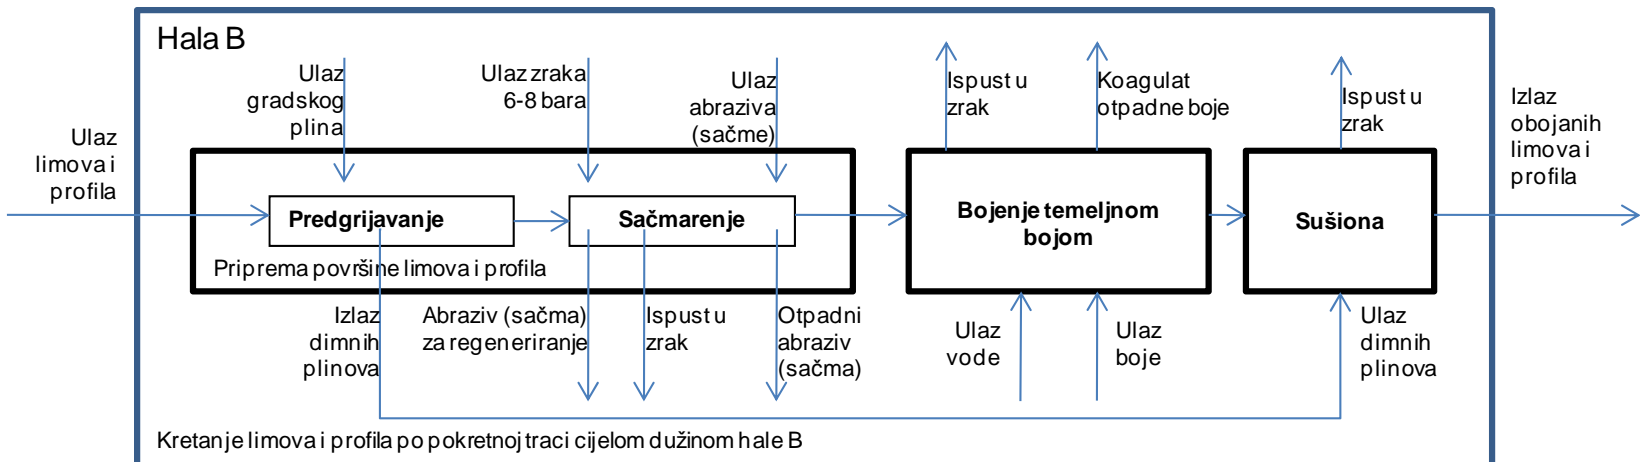 Hala B
Ulaz
gradskog
plina
Ulaz zraka
6-8 bara
Ulaz
abraziva
(sačme)
Ispust u
zrak
Koagulat
otpadne boje
Ispust u
zrak
Izlaz
obojanih
limova i
profila
Ulaz
limova i
profila
Predgrijavanje
Sačmarenje
Priprema površine limova i profila
Bojenje temeljnom
bojom
Sušiona
Izlaz
dimnih
plinova
Abraziv (sačma)
za regeneriranje
Ispust u
zrak
Otpadni
abraziv
(sačma)
Ulaz
vode
Ulaz
boje
Ulaz
dimnih
plinova
Kretanje limova i profila po pokretnoj traci cijelom dužinom hale B